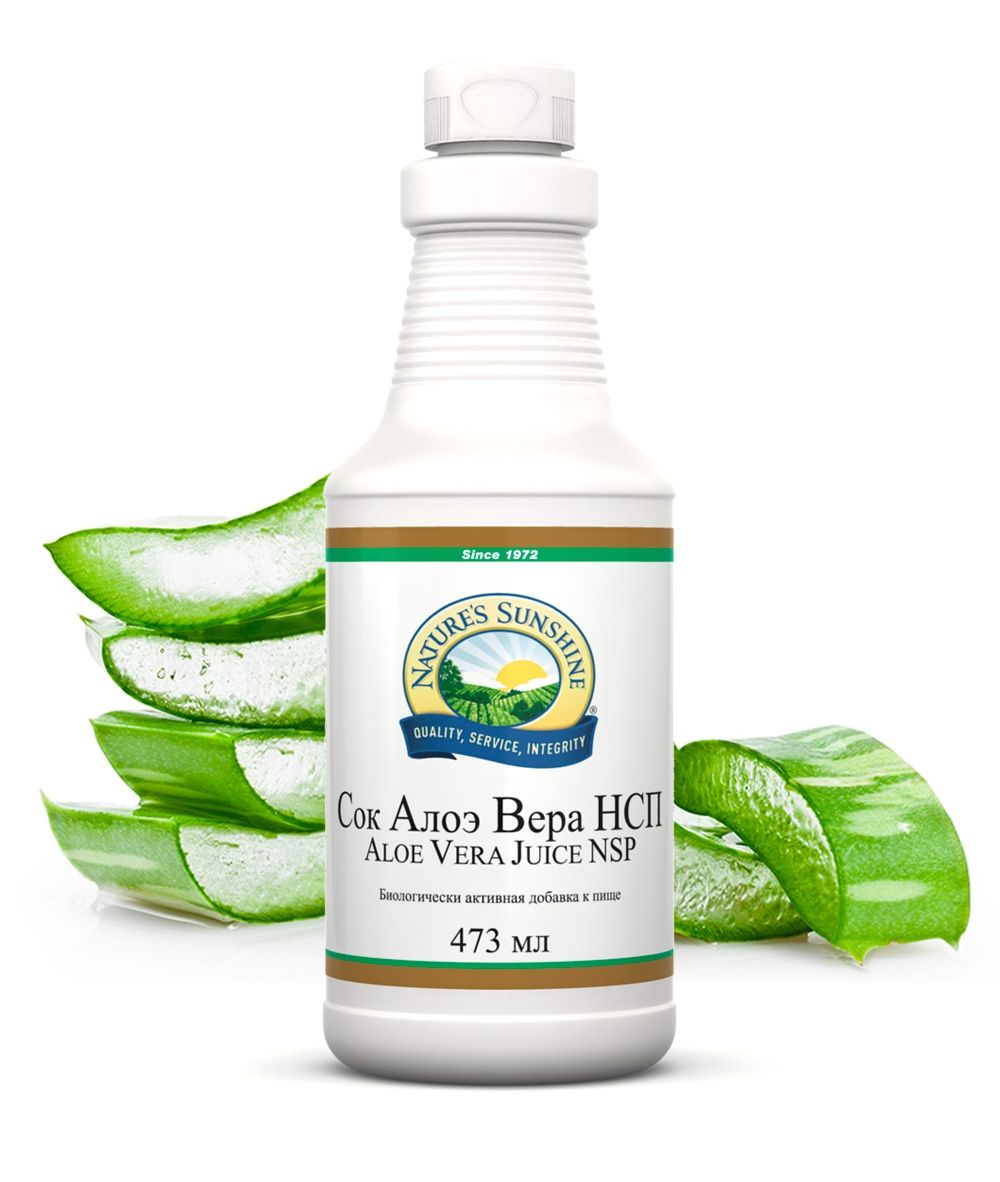 Since 1972
NATURE'S SUNSHINE
®
QUALITY, SERVICE, INTEGRITY
Сок Алоэ Вера НСП
ALOE VERA JUICE NSP
Биологически активная добавка к пище
473 мл